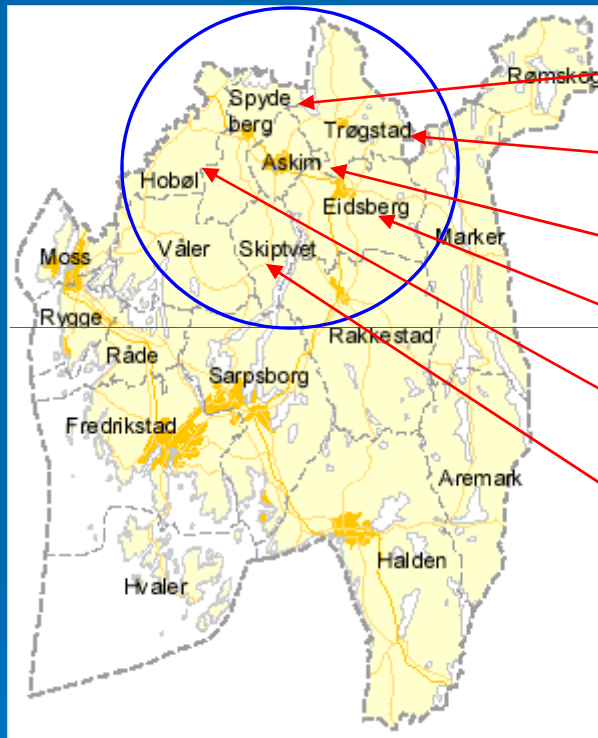 Rømskog
Spyde
berg
Trøgstad
Askim
Hobøl
Eidsberg
Marker
Våler
Skiptvet
Moss
Rygge
Rakkestad
Råde
Sarpsborg
Fredrikstad
Aremark
Halden
Hvaler